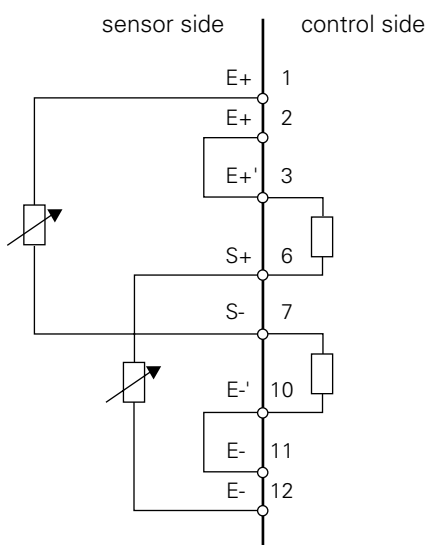 sensor side control side
E+ 1
E+ 2
E+' 3
S+ 6
S- 7
E-' 10
E- 11
E- 12